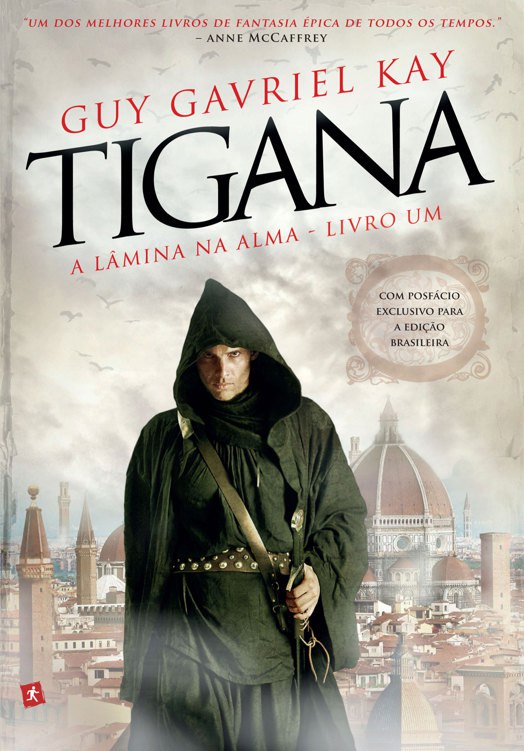 “UM DOS MELHORES LIVROS DE FANTASIA ÉPICA DE TODOS OS TEMPOS.”
– ANNE McCAFFREY
GUY GAVRIEL KAY
TIGANA
A LÂMINA NA ALMA - LIVRO UM
COM POSFÁCIO
EXCLUSIVO PARA
A EDIÇÃO
BRASILEIRA